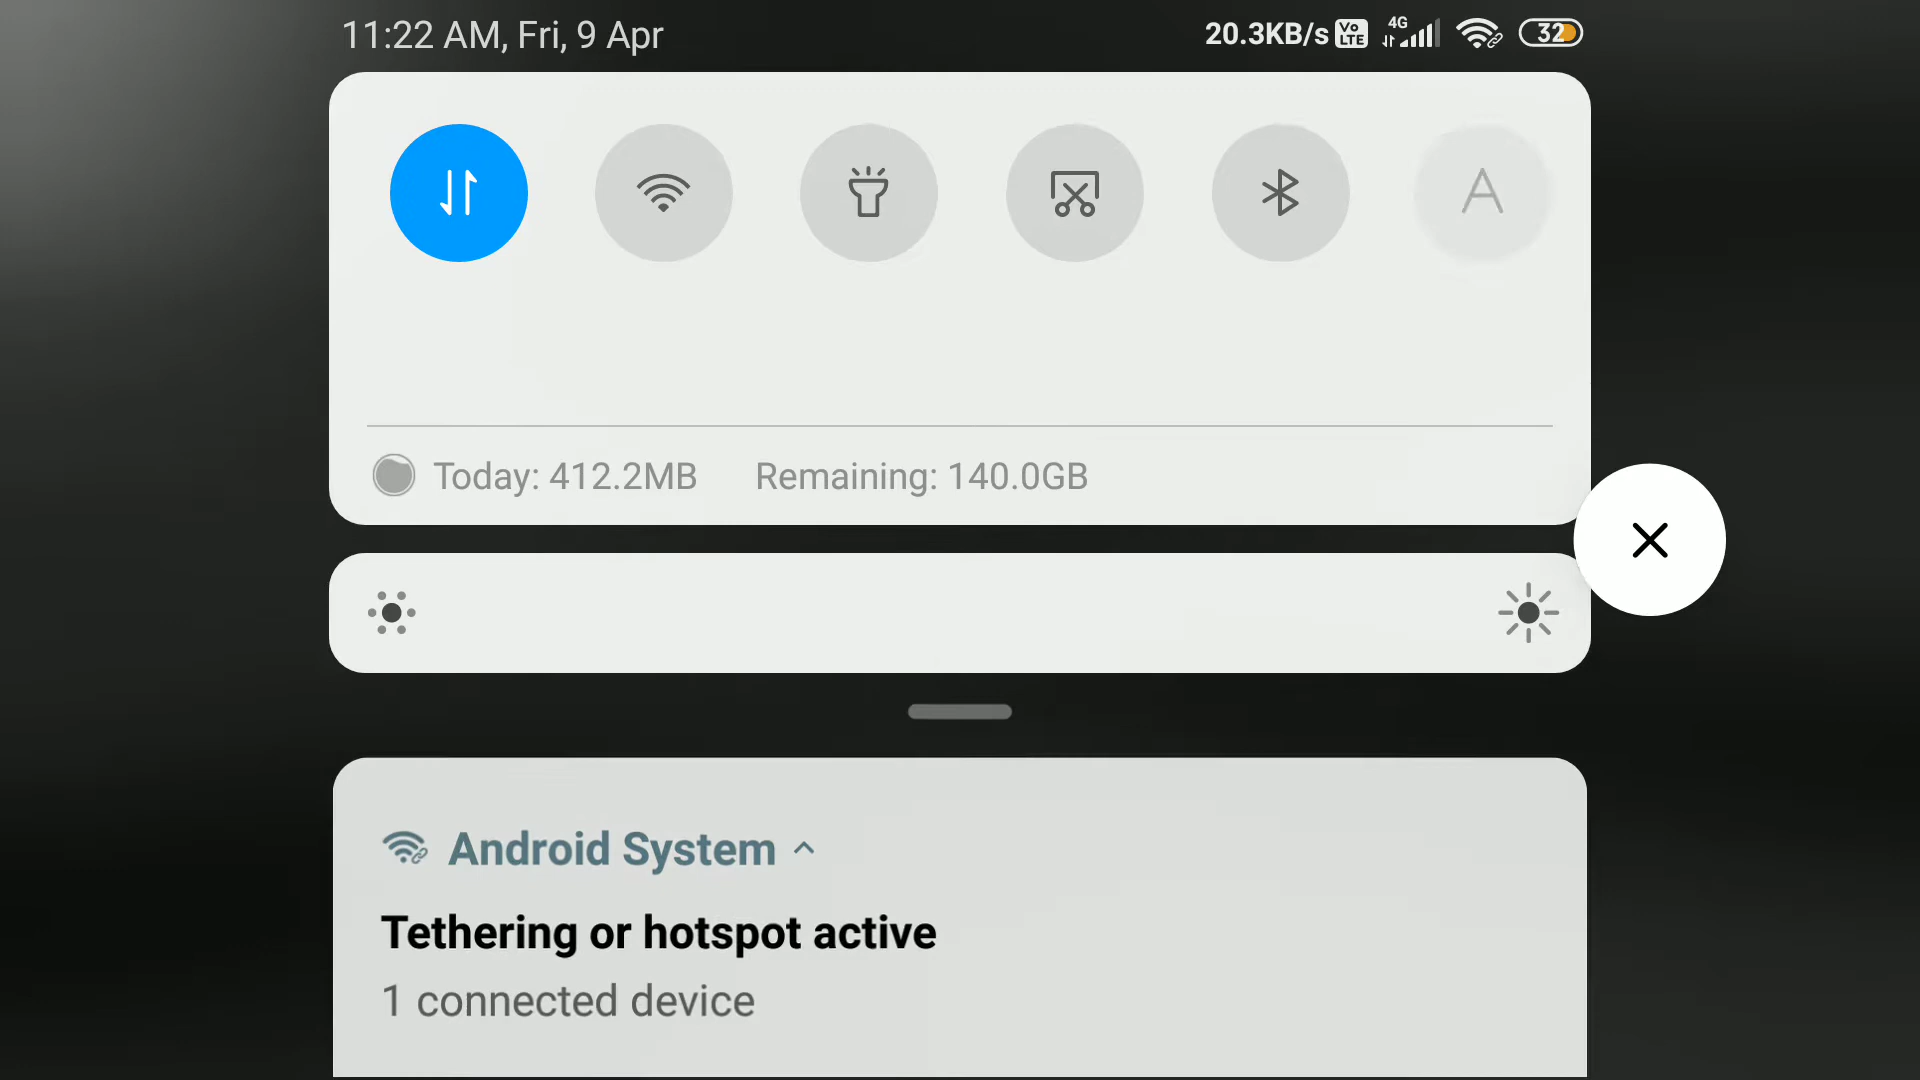 11:22 AM, Fri, 9 Apr
20.3KB/s Vo LTE 4G 32
A
Today: 412.2MB Remaining: 140.0GB
Android System
Tethering or hotspot active
1 connected device